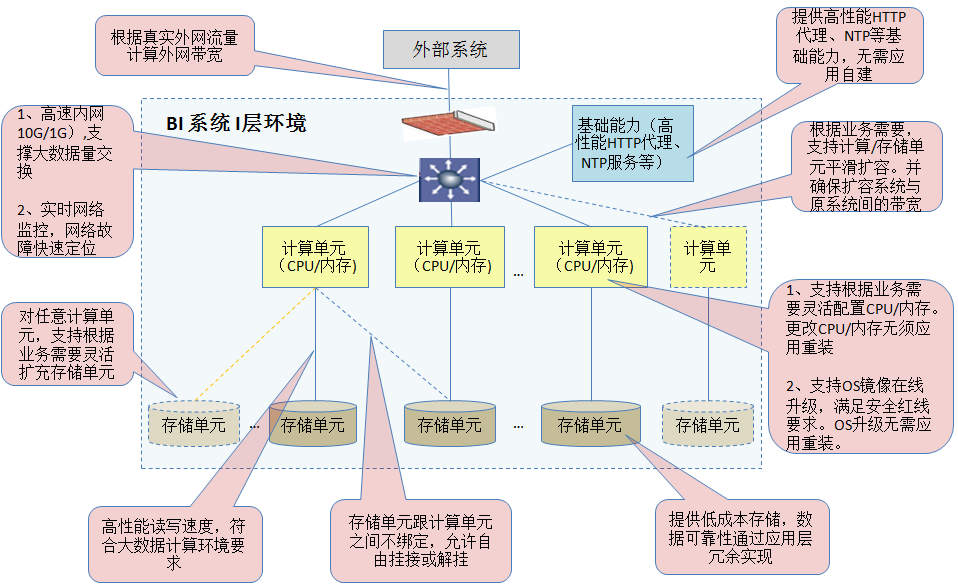 根据真实外网流量
计算外网带宽
外部系统
提供高性能HTTP
代理、NTP等基
础能力，无需应
用自建
1、高速内网
10G/1G）,支
撑大数据量交
换
2、实时网络
监控，网络故
障快速定位
BI 系统 I层环境
基础能力（高
性能HTTP代理、
NTP服务等）
根据业务需要，
支持计算/存储单
元平滑扩容。并
确保扩容系统与
原系统间的带宽
计算单元
（CPU/内存）
计算单元
（CPU/内存）
...
计算单元
（CPU/内存）
计算单
元
对任意计算单
元，支持根据
业务需要灵活
扩充存储单元
1、支持根据业务需
要灵活配置CPU/内存。
更改CPU/内存无须应
用重装
2、支持OS镜像在线
升级，满足安全红线
要求。OS升级无需应
用重装。
存储单元
...
存储单元
存储单元
...
存储单元
存储单元
高性能读写速度，符
合大数据计算环境要
求
存储单元跟计算单元
之间不绑定，允许自
由挂接或解挂
提供低成本存储，数
据可靠性通过应用层
冗余实现